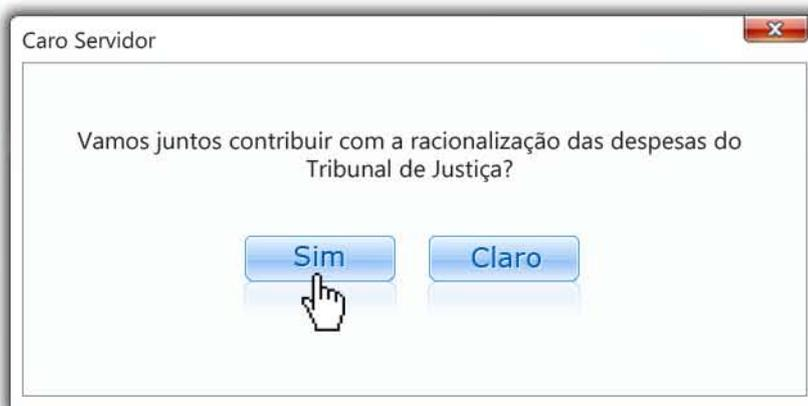 Caro Servidor
Vamos juntos contribuir com a racionalização das despesas do
Tribunal de Justiça?
Sim
Claro